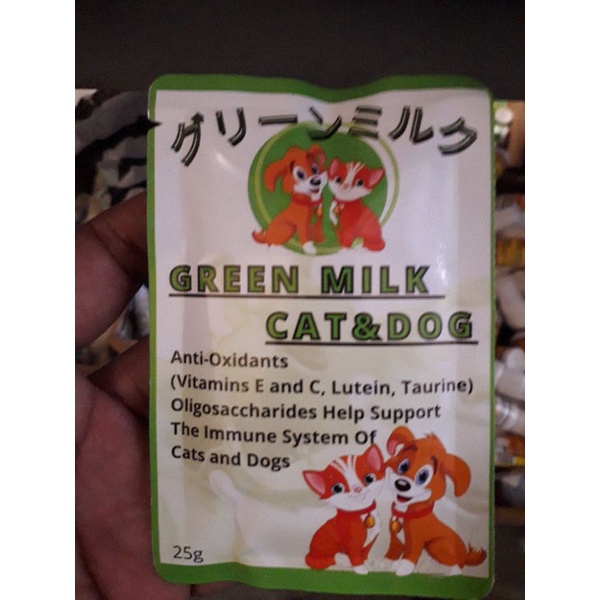 グリーンミルク
GREEN MILK
CAT&DOG
Anti-Oxidants
(Vitamins E and C, Lutein, Taurine)
Oligosaccharides Help Support
The Immune System Of
Cats and Dogs
25g